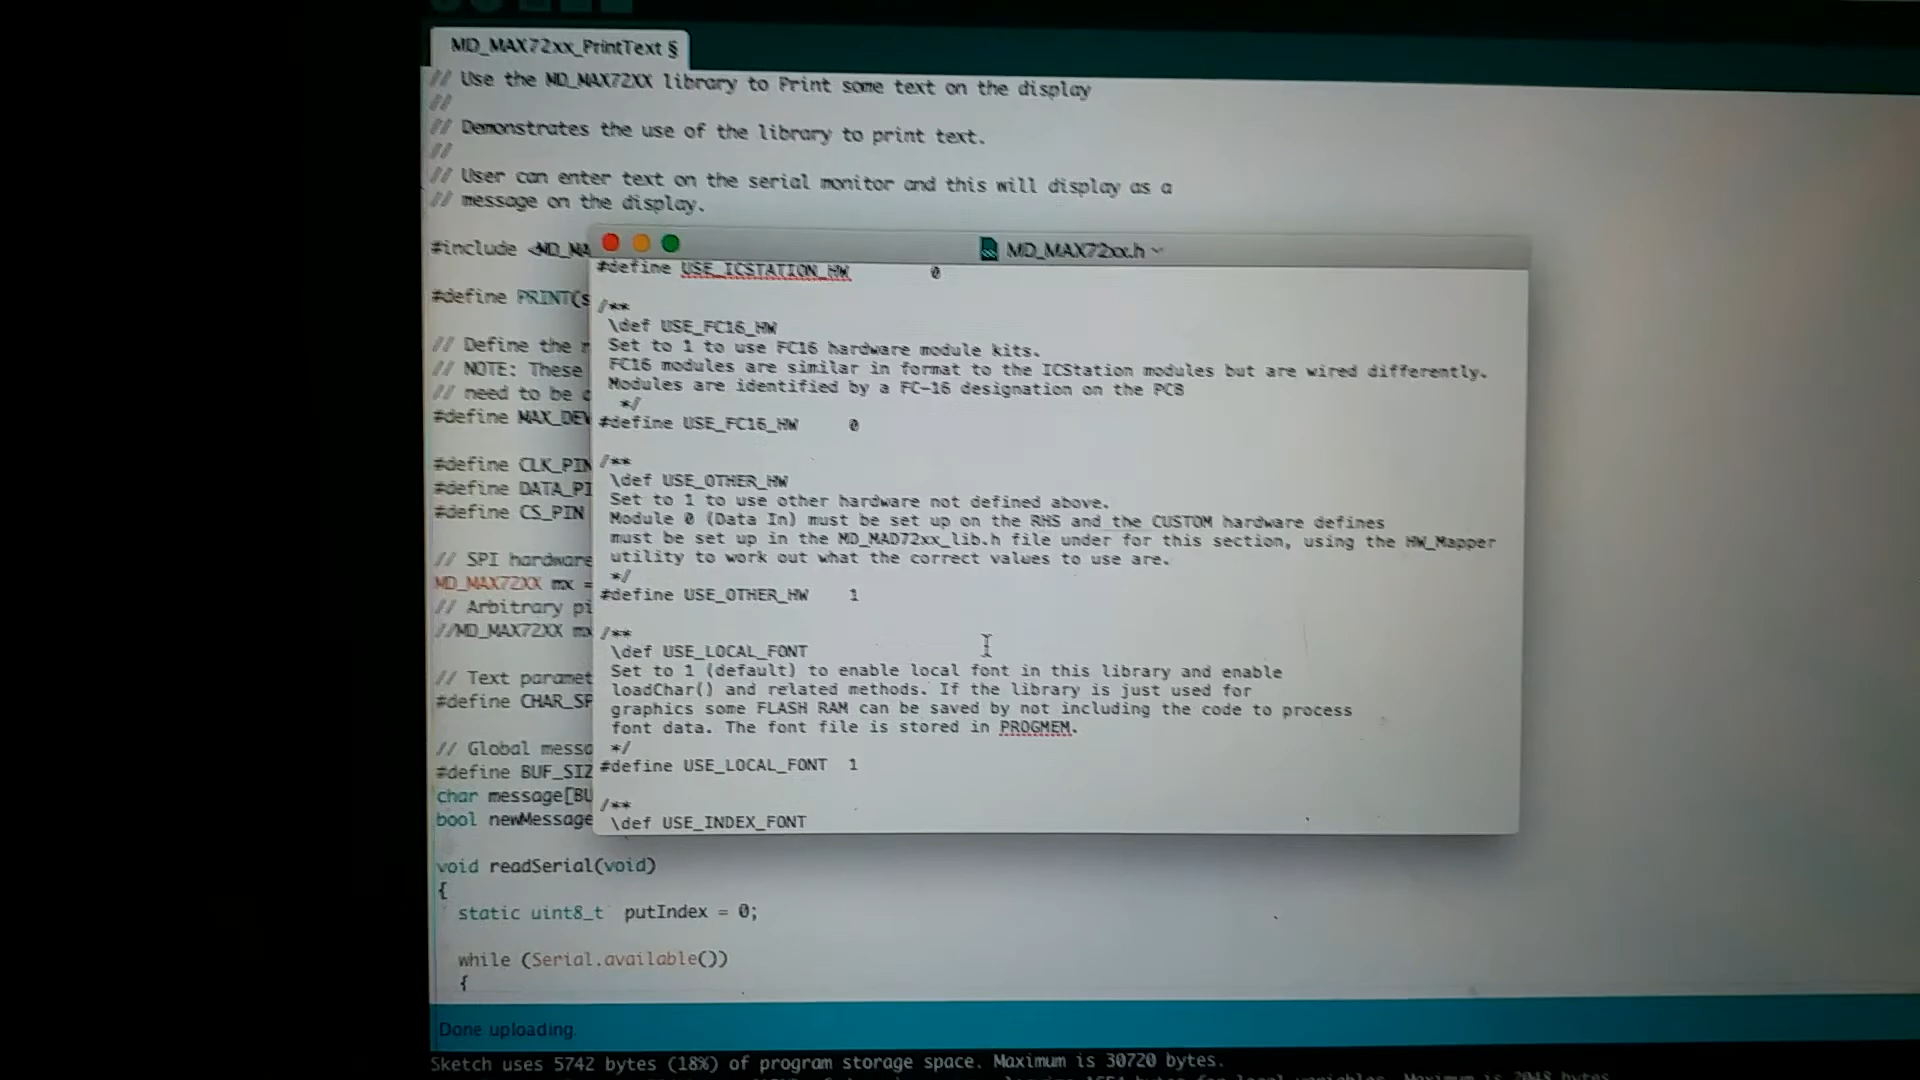 MD_MAX72xx_PrintText §
// Use the MD_MAX72XX library to Print some text on the display
//
// Demonstrates the use of the library to print text.
//
// User can enter text on the serial monitor and this will display as a
// message on the display.
#include <MD_MA
#define PRINT(s
// Define the
// NOTE: These
// need to be
#define MAX_DEV
#define CLK_PIN
#define DATA_PI
#define CS_PIN
// SPI hardware
MD_MAX72XX mx =
// Arbitrary pi
//MD_MAX72XX mx
// Text paramet
#define CHAR_SP
// Global messa
#define BUF_SIZ
char message[BU
bool newMessage
void readSerial(void)
{
static uint8_t putIndex = 0;
while (Serial.available())
{
MD_MAX72xx.h
#define USE_ICSTATION_HW 0
/**
\def USE_FC16_HW
Set to 1 to use FC16 hardware module kits.
FC16 modules are similar in format to the ICStation modules but are wired differently.
Modules are identified by a FC-16 designation on the PCB
*/
#define USE_FC16_HW 0
/**
\def USE_OTHER_HW
Set to 1 to use other hardware not defined above.
Module 0 (Data In) must be set up on the RHS and the CUSTOM hardware defines
must be set up in the MD_MAD72xx_lib.h file under for this section, using the HW_Mapper
utility to work out what the correct values to use are.
*/
#define USE_OTHER_HW 1
/**
\def USE_LOCAL_FONT
Set to 1 (default) to enable local font in this library and enable
loadChar() and related methods. If the library is just used for
graphics some FLASH RAM can be saved by not including the code to process
font data. The font file is stored in PROGMEM.
*/
#define USE_LOCAL_FONT 1
/**
\def USE_INDEX_FONT
Done uploading.
Sketch uses 5742 bytes (18%) of program storage space. Maximum is 30720 bytes.